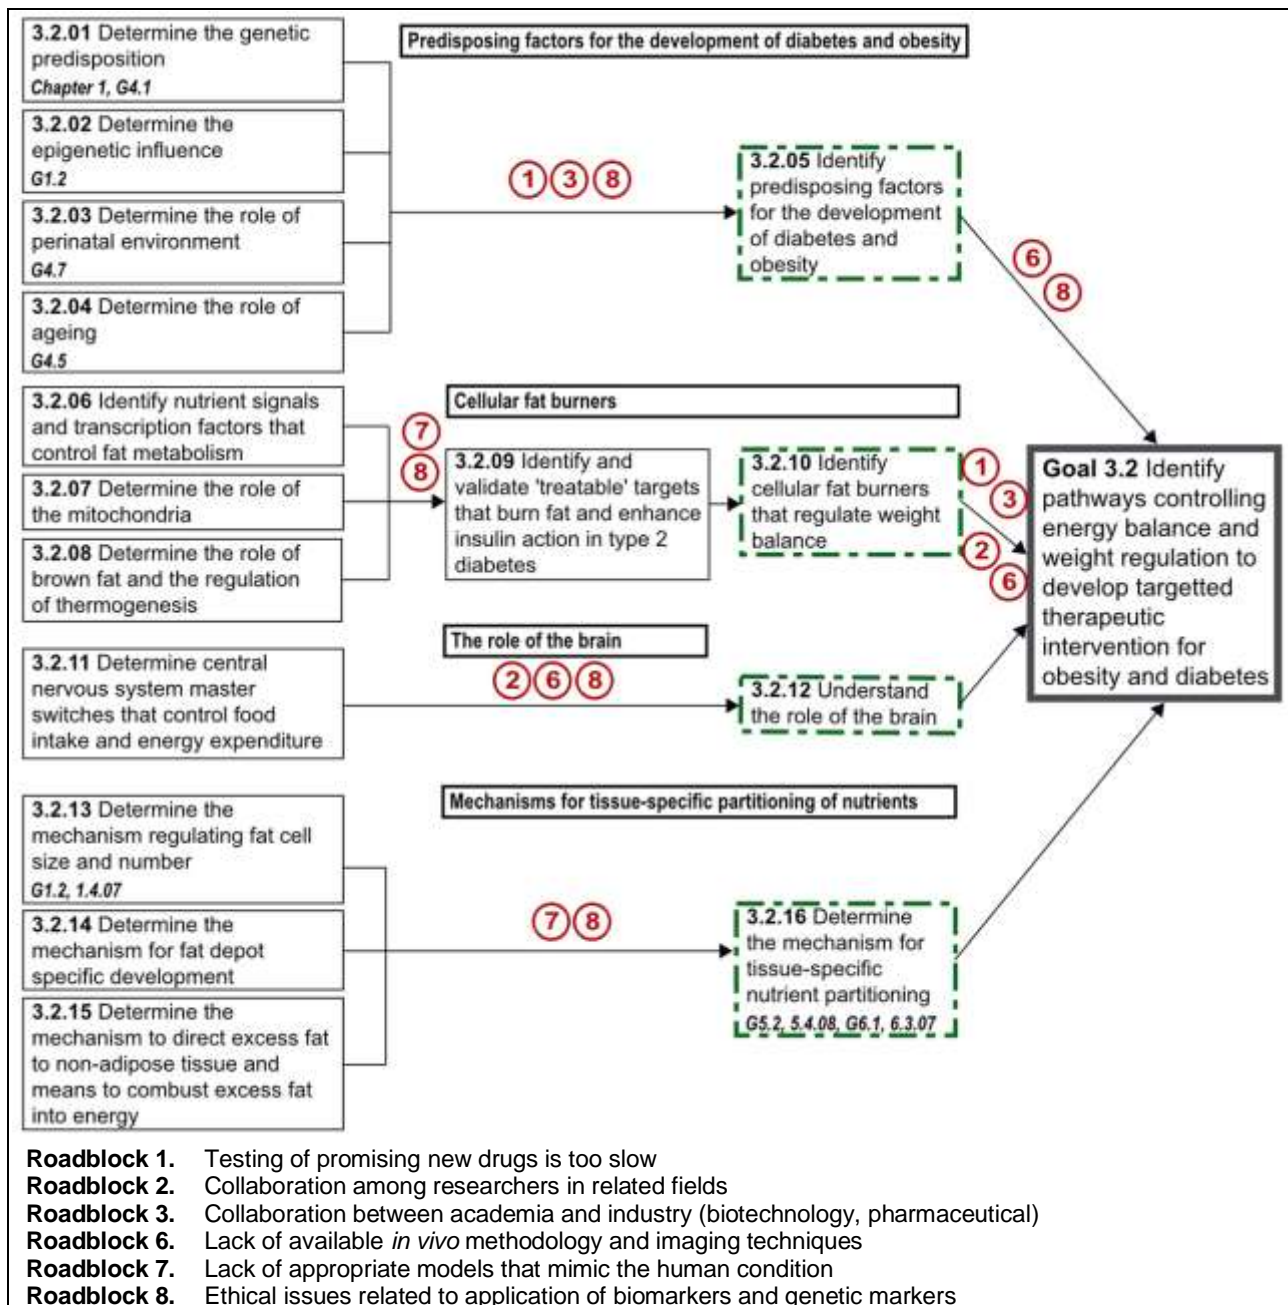 3.2.01 Determine the genetic
predisposition
Chapter 1, G4.1
Predisposing factors for the development of diabetes and obesity
3.2.02 Determine the
epigenetic influence
G1.2
3.2.03 Determine the role of
perinatal environment
G4.7
3.2.04 Determine the role of
ageing
G4.5
1 3 8
3.2.05 Identify
predisposing factors
for the development
of diabetes and
obesity
6
8
3.2.06 Identify nutrient signals
and transcription factors that
control fat metabolism
3.2.07 Determine the role of
the mitochondria
3.2.08 Determine the role of
brown fat and the regulation
of thermogenesis
Cellular fat burners
7
8
3.2.09 Identify and
validate 'treatable' targets
that burn fat and enhance
insulin action in type 2
diabetes
3.2.10 Identify
cellular fat burners
that regulate weight
balance
1
3
2
6
Goal 3.2 Identify
pathways controlling
energy balance and
weight regulation to
develop targetted
therapeutic
intervention for
obesity and diabetes
The role of the brain
3.2.11 Determine central
nervous system master
switches that control food
intake and energy expenditure
2 6 8
3.2.12 Understand
the role of the brain
Mechanisms for tissue-specific partitioning of nutrients
3.2.13 Determine the
mechanism regulating fat cell
size and number
G1.2, 1.4.07
3.2.14 Determine the
mechanism for fat depot
specific development
3.2.15 Determine the
mechanism to direct excess fat
to non-adipose tissue and
means to combust excess fat
into energy
7 8
3.2.16 Determine
the mechanism for
tissue-specific
nutrient partitioning
G5.2, 5.4.08, G6.1, 6.3.07
Roadblock 1. Testing of promising new drugs is too slow
Roadblock 2. Collaboration among researchers in related fields
Roadblock 3. Collaboration between academia and industry (biotechnology, pharmaceutical)
Roadblock 6. Lack of available in vivo methodology and imaging techniques
Roadblock 7. Lack of appropriate models that mimic the human condition
Roadblock 8. Ethical issues related to application of biomarkers and genetic markers